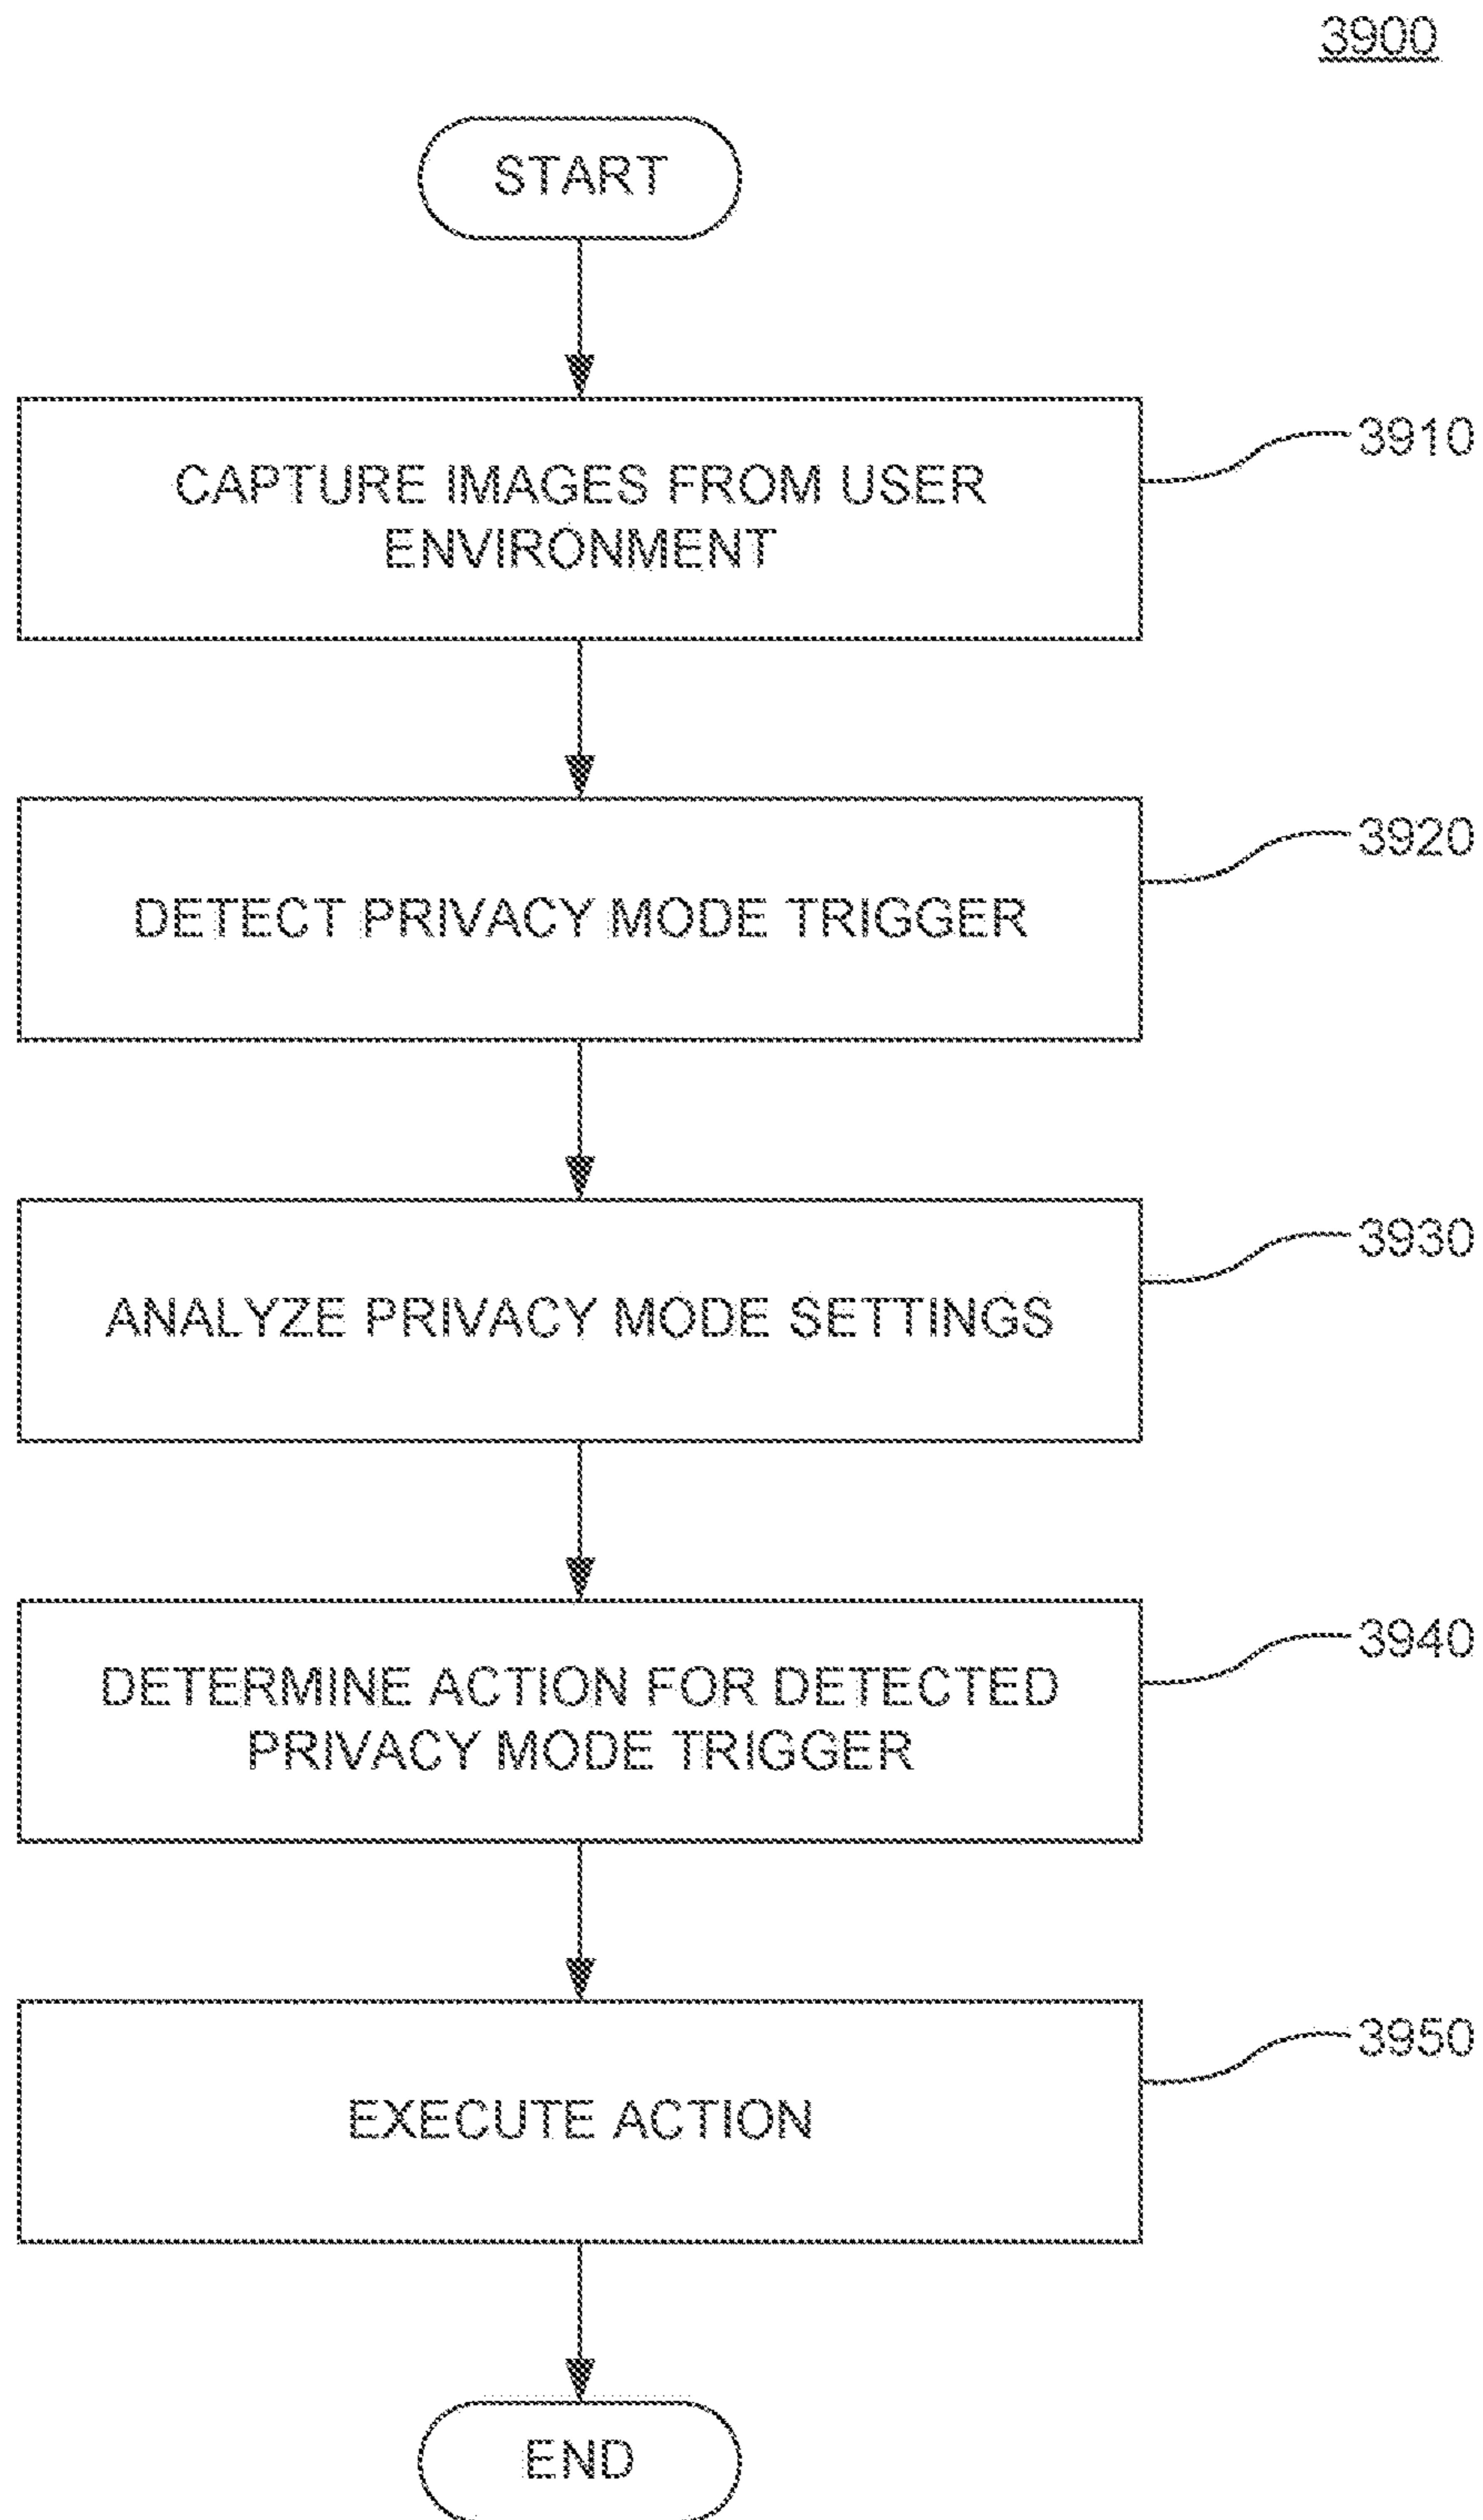 3900
START
CAPTURE IMAGES FROM USER
ENVIRONMENT
3910
DETECT PRIVACY MODE TRIGGER
3920
ANALYZE PRIVACY MODE SETTINGS
3930
DETERMINE ACTION FOR DETECTED
PRIVACY MODE TRIGGER
3940
EXECUTE ACTION
3950
END